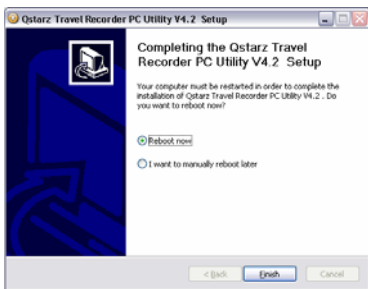 Qstarz Travel Recorder PC Utility V4.2 Setup
Completing the Qstarz Travel
Recorder PC Utility V4.2 Setup
Your computer must be restarted in order to complete the
installation of Qstarz Travel Recorder PC Utility V4.2 . Do
you want to reboot now?
Reboot now
I want to manually reboot later
< Back Finish Cancel